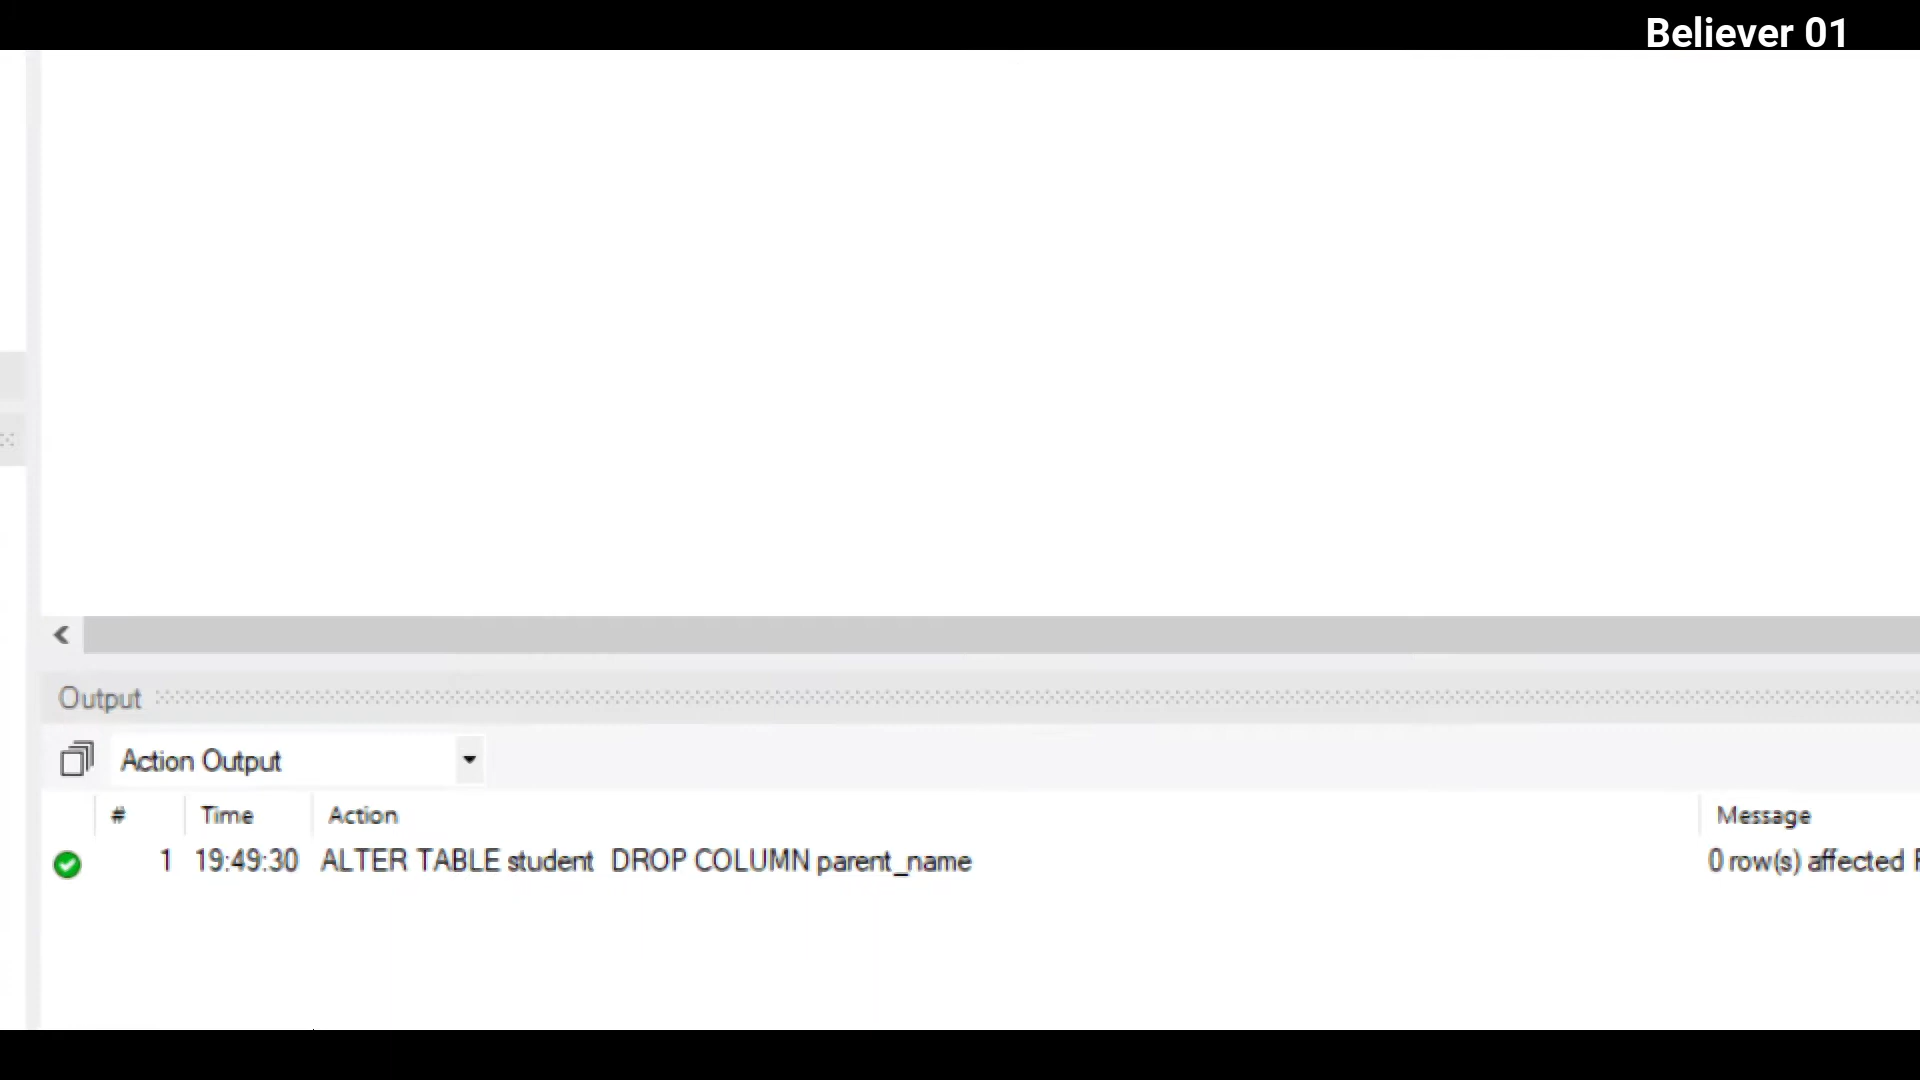 Believer 01
Output
Action Output
# Time Action Message
1 19:49:30 ALTER TABLE student DROP COLUMN parent_name 0 row(s) affected